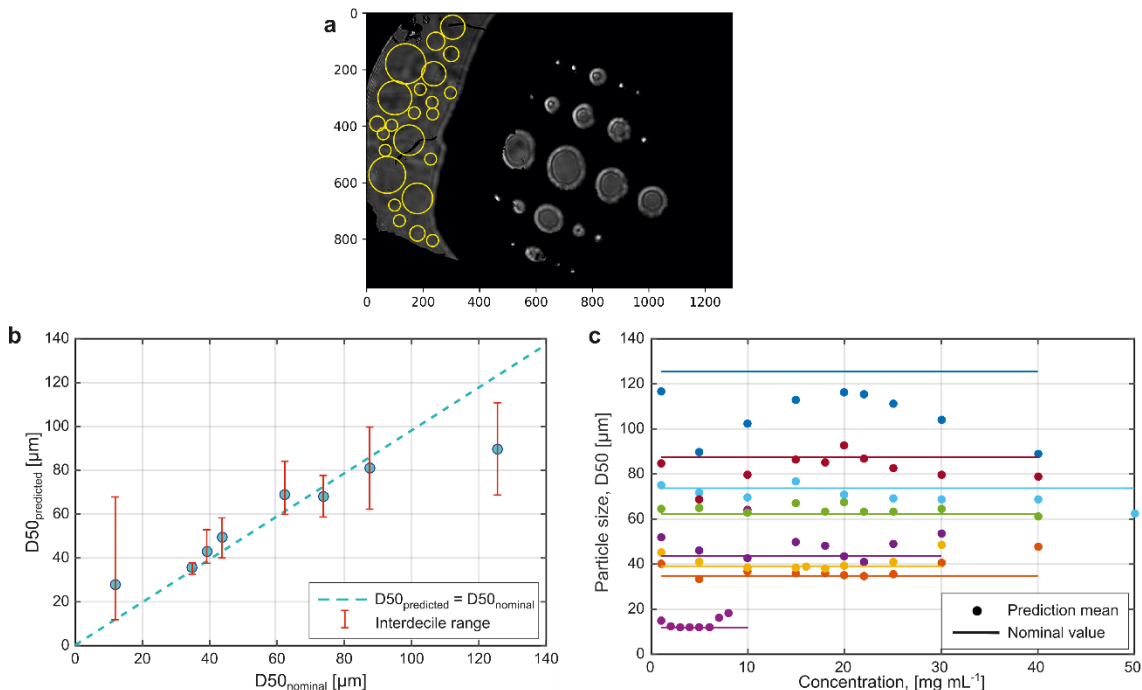 a
0
200
400
600
800
0 200 400 600 800 1000 1200
b
D50predicted [µm]
140
120
100
80
60
40
20
0
0 20 40 60 80 100 120 140
D50nominal [µm]
D50predicted = D50nominal
Interdecile range
c
Particle size, D50 [µm]
140
120
100
80
60
40
20
0
0 10 20 30 40 50
Concentration, [mg mL⁻¹]
Prediction mean
Nominal value